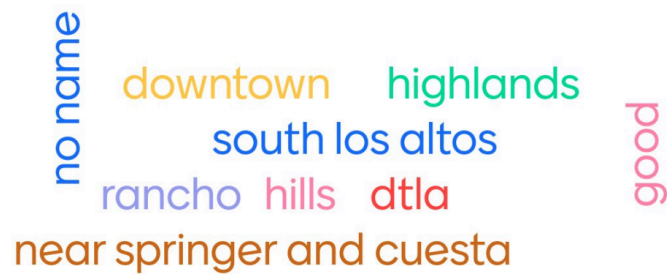 no name
downtown highlands
good
south los altos
rancho hills dtla
near springer and cuesta